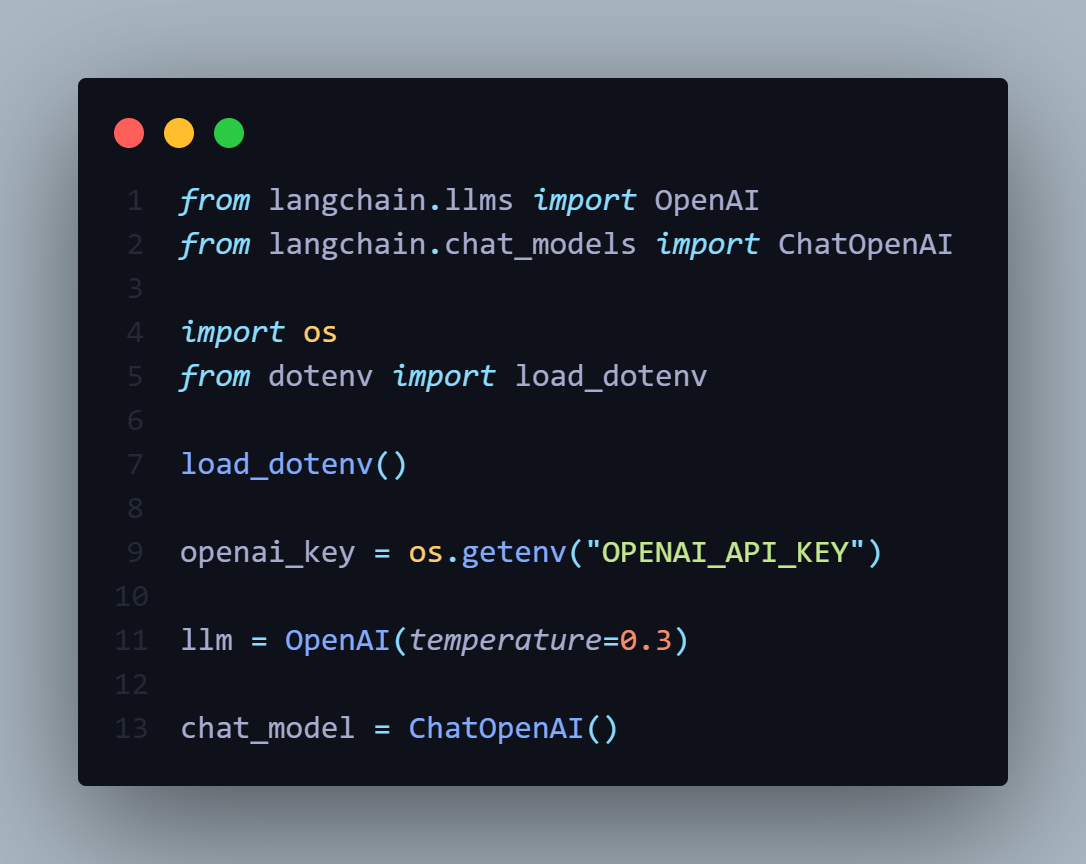 1 from langchain.llms import OpenAI
2 from langchain.chat_models import ChatOpenAI
3
4 import os
5 from dotenv import load_dotenv
6
7 load_dotenv()
8
9 openai_key = os.getenv("OPENAI_API_KEY")
10
11 llm = OpenAI(temperature=0.3)
12
13 chat_model = ChatOpenAI()